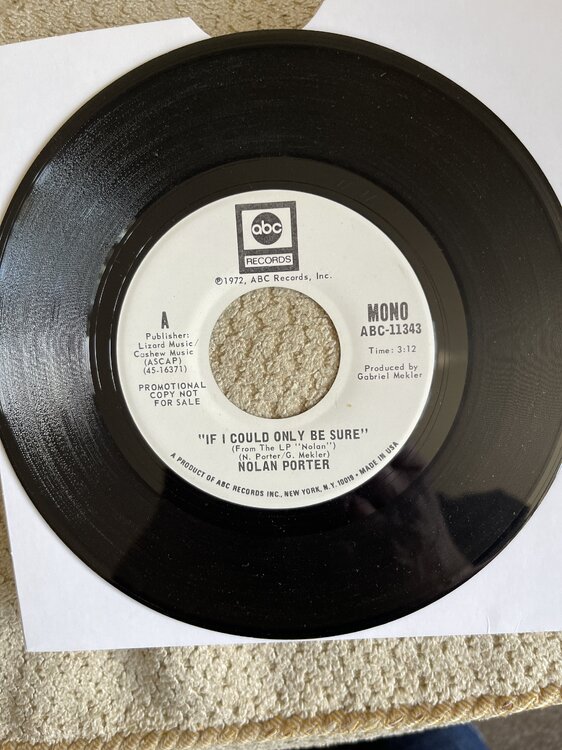 abc
RECORDS
℗1972, ABC Records, Inc.
A
Publisher:
Lizard Music/
Cashew Music
(ASCAP)
(45-16371)
PROMOTIONAL
COPY NOT
FOR SALE
MONO
ABC-11343
Time: 3:12
Produced by
Gabriel Mekler
"IF I COULD ONLY BE SURE"
(From The LP "Nolan")
(N. Porter/G. Mekler)
NOLAN PORTER
A PRODUCT OF ABC RECORDS INC., NEW YORK, N.Y. 10019 • MADE IN USA